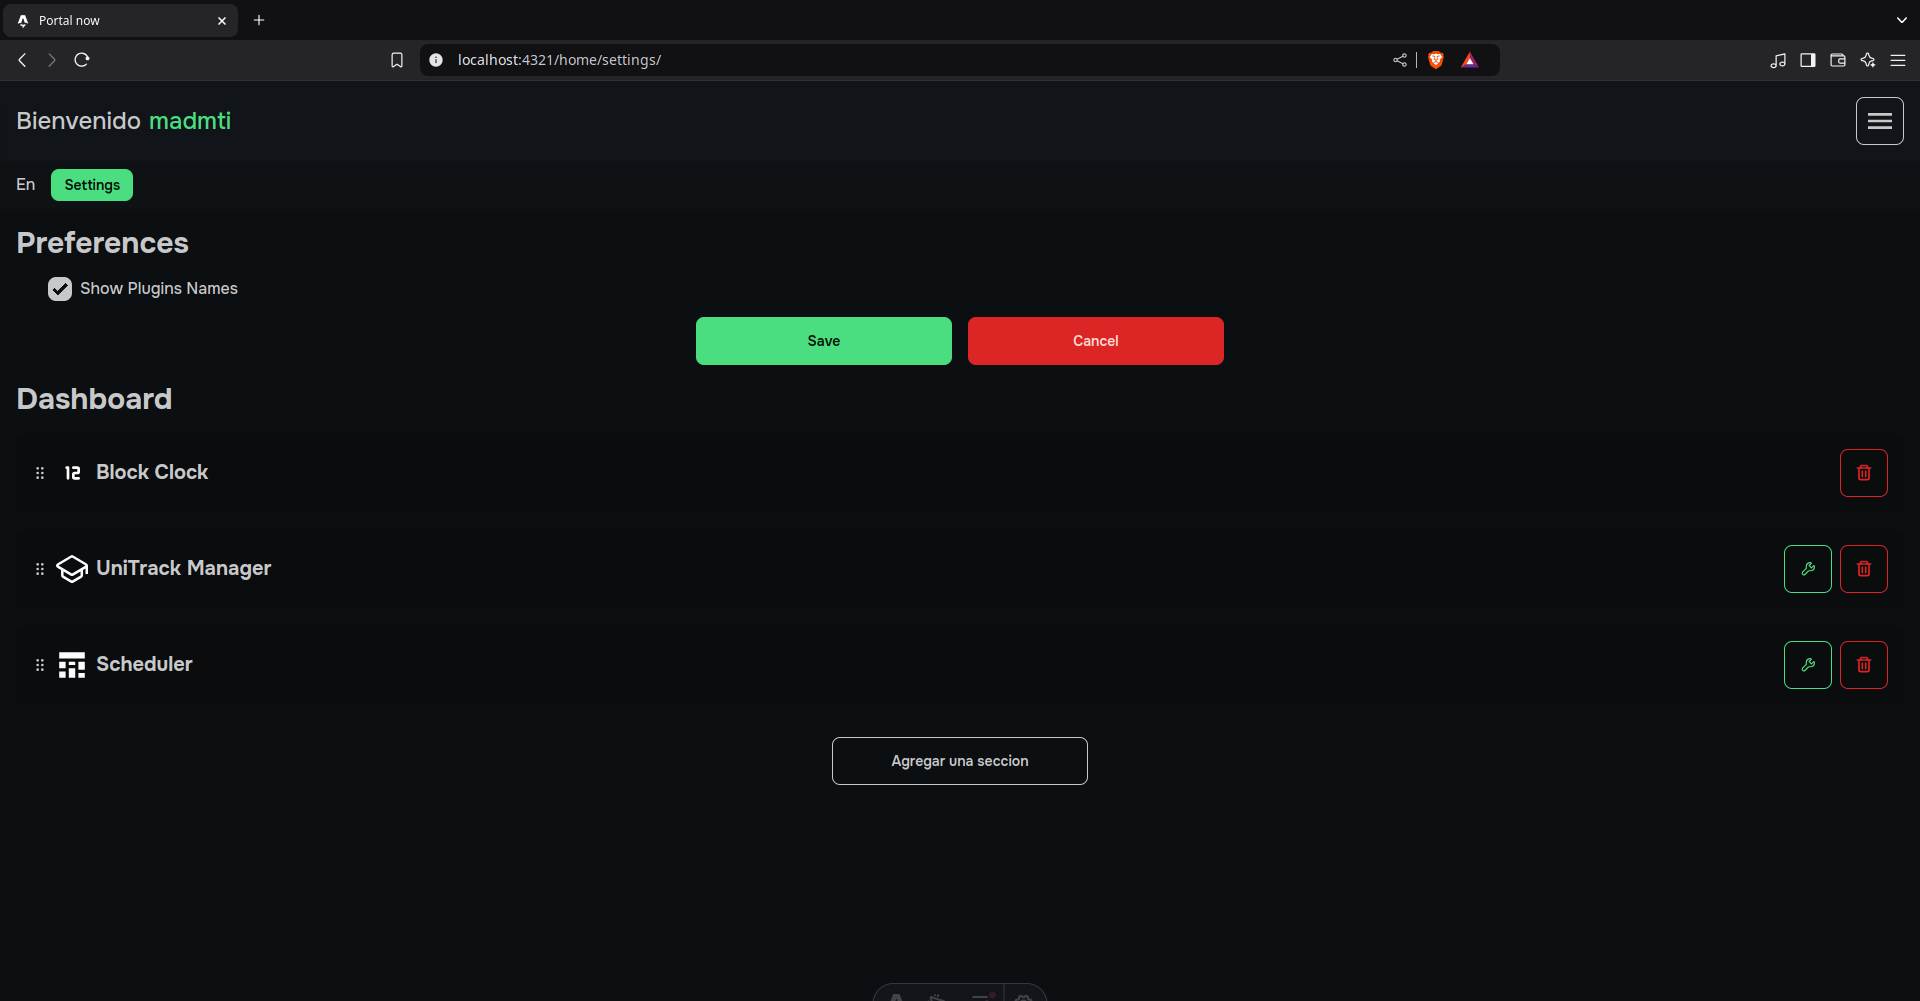 Portal now
localhost:4321/home/settings/
Bienvenido madmti
En Settings
Preferences
Show Plugins Names
Save Cancel
Dashboard
12 Block Clock
UniTrack Manager
Scheduler
Agregar una seccion